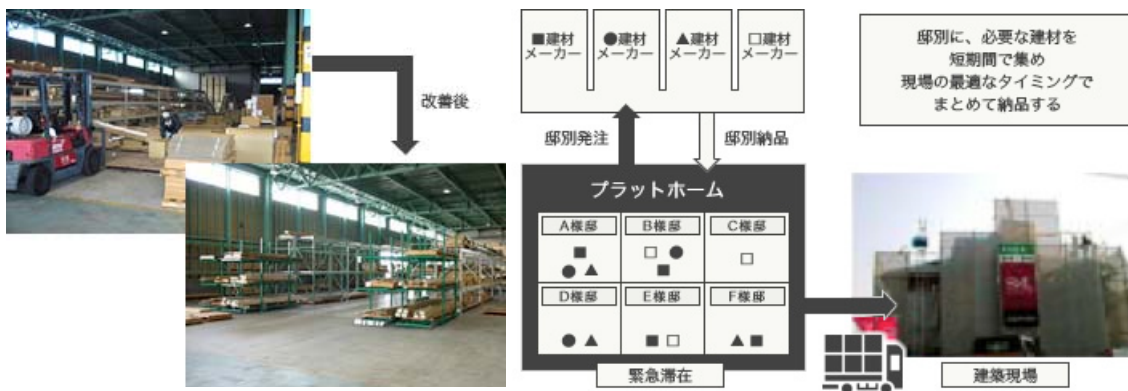 改善後
■建材
メーカー
●建材
メーカー
▲建材
メーカー
□建材
メーカー
邸別発注
邸別納品
プラットホーム
A様邸
B様邸
C様邸
D様邸
E様邸
F様邸
緊急滞在
邸別に、必要な建材を
短期間で集め
現場の最適なタイミングで
まとめて納品する
建築現場